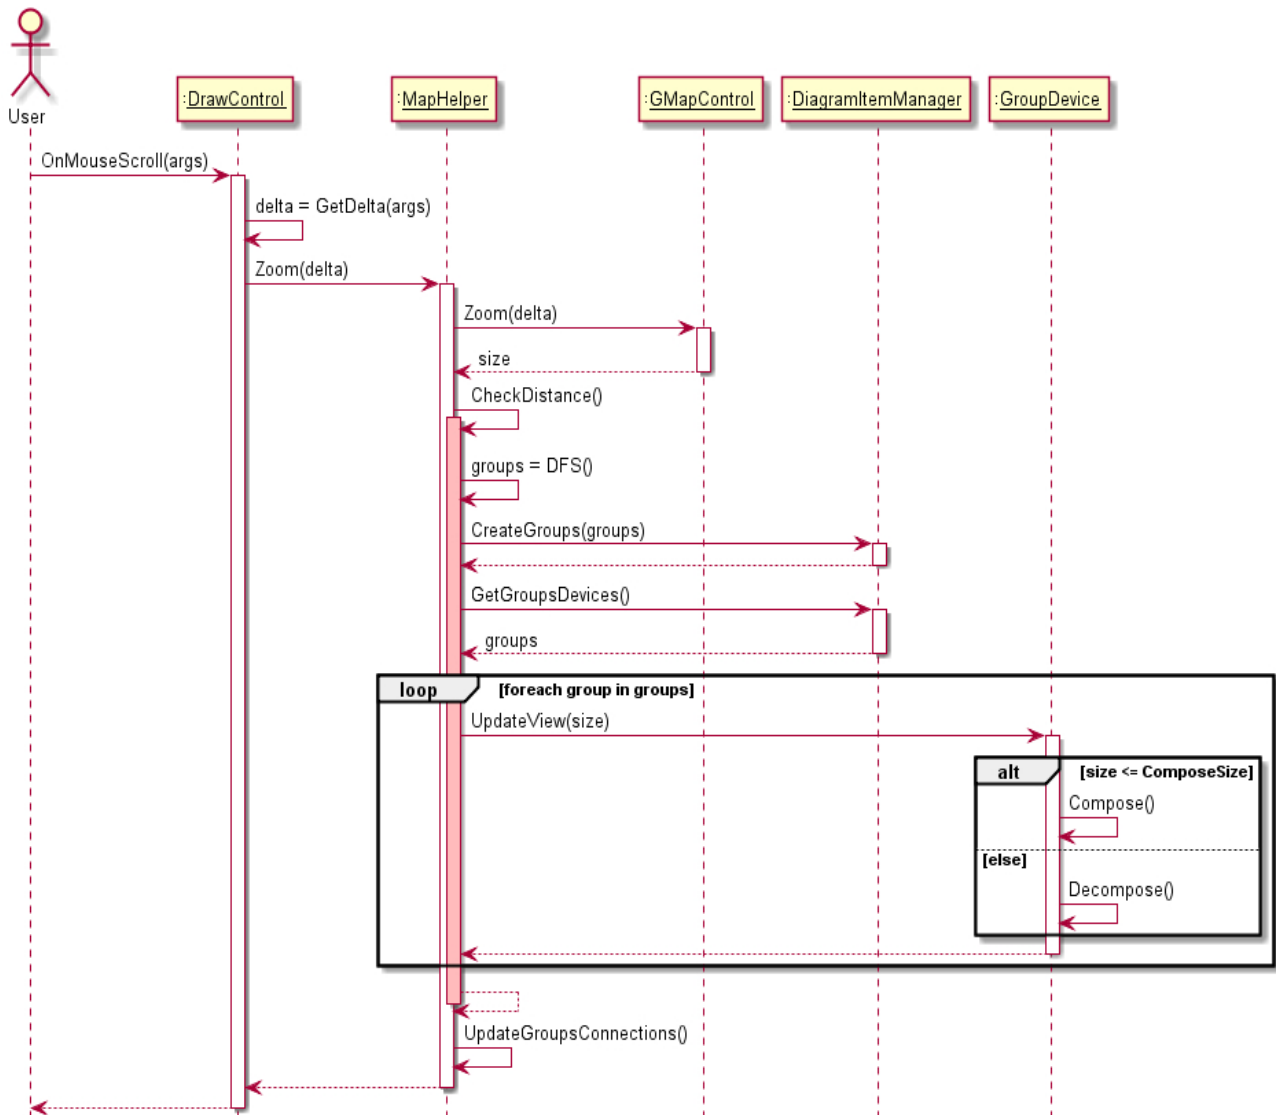 User
:DrawControl
:MapHelper
:GMapControl
:DiagramItemManager
:GroupDevice
OnMouseScroll(args)
delta = GetDelta(args)
Zoom(delta)
Zoom(delta)
size
CheckDistance()
groups = DFS()
CreateGroups(groups)
GetGroupsDevices()
groups
loop [foreach group in groups]
UpdateView(size)
alt [size <= ComposeSize]
Compose()
[else]
Decompose()
UpdateGroupsConnections()